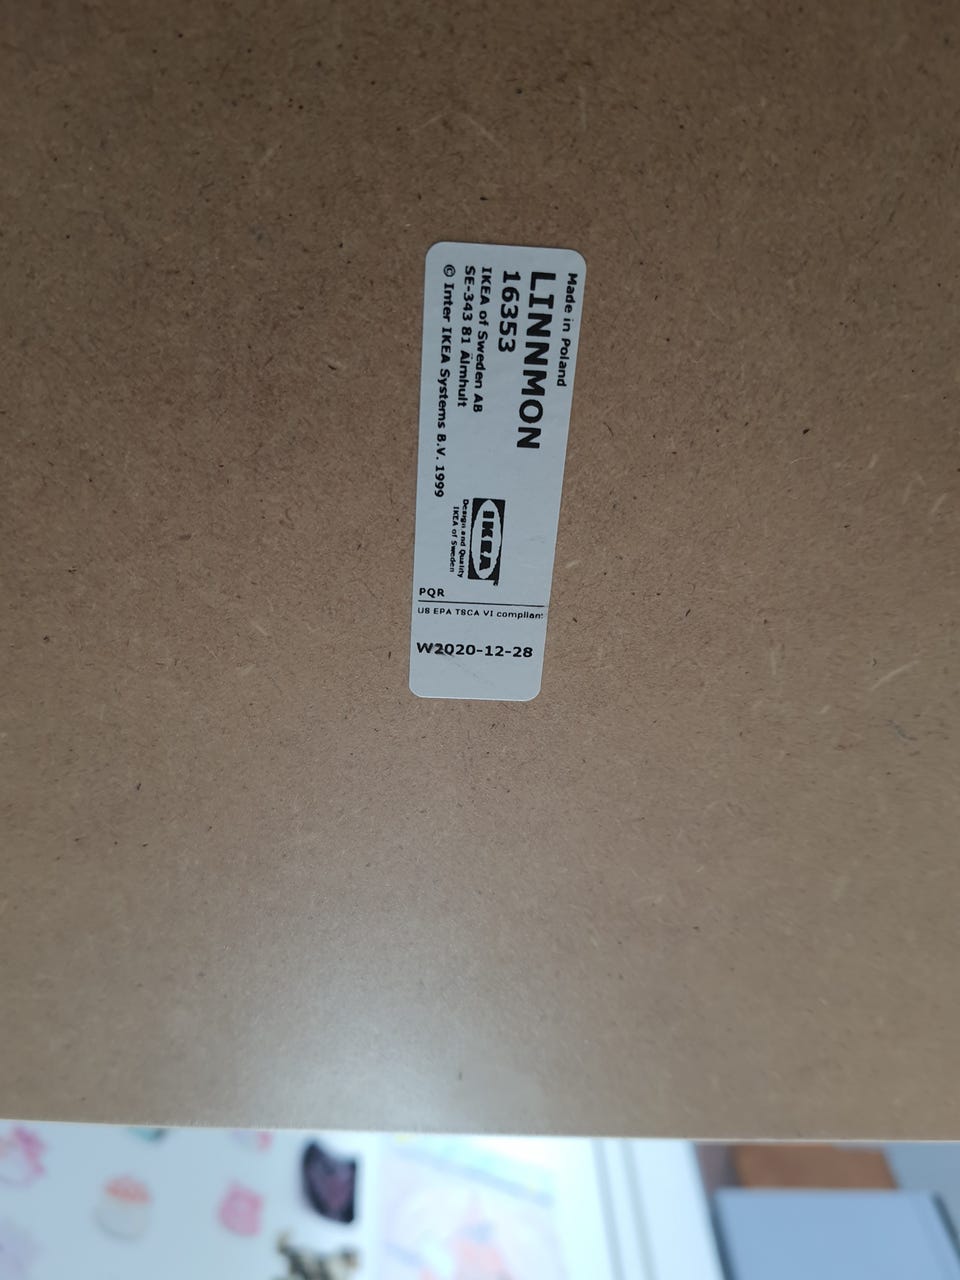 Made in Poland
LINNMON
16353
IKEA of Sweden AB
SE-343 81 Älmhult
© Inter IKEA Systems B.V. 1999
IKEA
Design and Quality
IKEA of Sweden
PQR
US EPA TSCA VI compliant
W2020-12-28